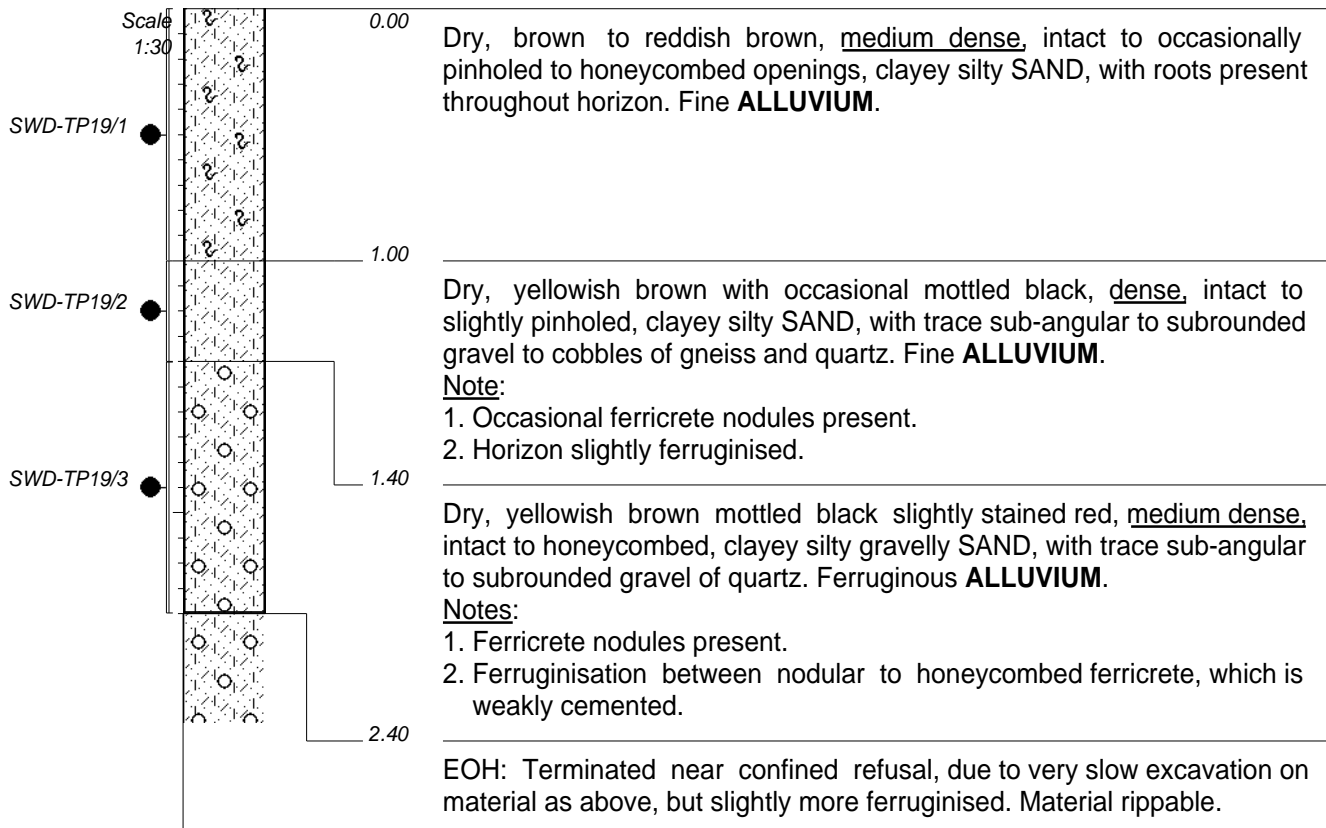 Scale
1:30
0.00
Dry, brown to reddish brown, medium dense, intact to occasionally
pinholed to honeycombed openings, clayey silty SAND, with roots present
throughout horizon. Fine ALLUVIUM.
SWD-TP19/1
1.00
Dry, yellowish brown with occasional mottled black, dense, intact to
slightly pinholed, clayey silty SAND, with trace sub-angular to subrounded
gravel to cobbles of gneiss and quartz. Fine ALLUVIUM.
Note:
1. Occasional ferricrete nodules present.
2. Horizon slightly ferruginised.
SWD-TP19/2
1.40
Dry, yellowish brown mottled black slightly stained red, medium dense,
intact to honeycombed, clayey silty gravelly SAND, with trace sub-angular
to subrounded gravel of quartz. Ferruginous ALLUVIUM.
Notes:
1. Ferricrete nodules present.
2. Ferruginisation between nodular to honeycombed ferricrete, which is
weakly cemented.
SWD-TP19/3
2.40
EOH: Terminated near confined refusal, due to very slow excavation on
material as above, but slightly more ferruginised. Material rippable.